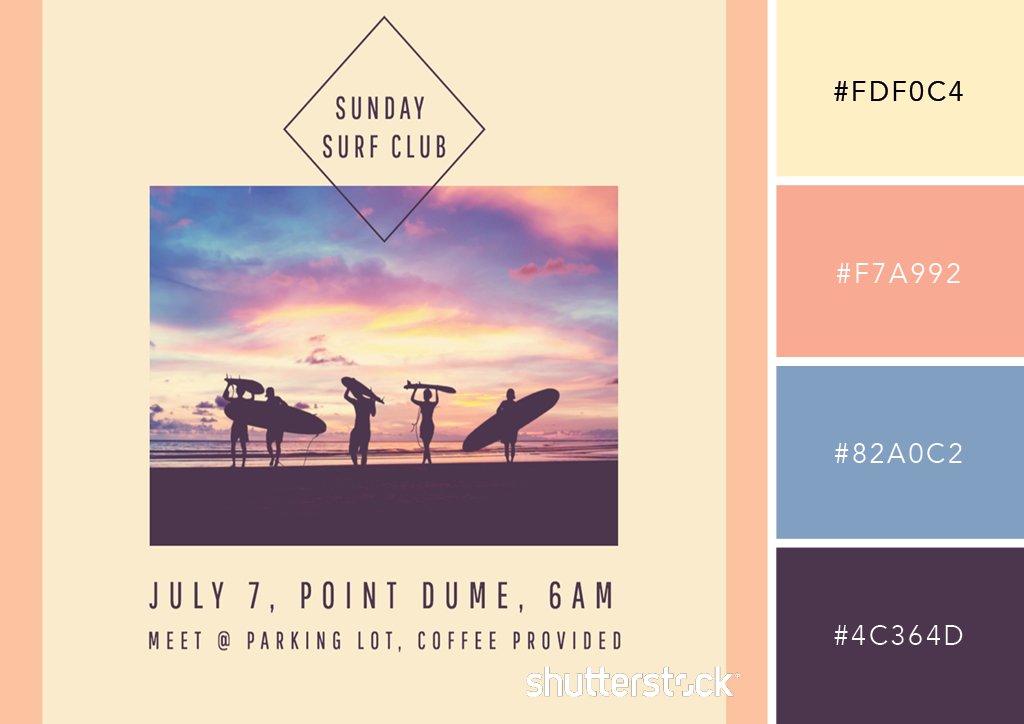 SUNDAY
SURF CLUB
JULY 7, POINT DUME, 6AM
MEET @ PARKING LOT, COFFEE PROVIDED
shutterstock
#FDF0C4
#F7A992
#82A0C2
#4C364D